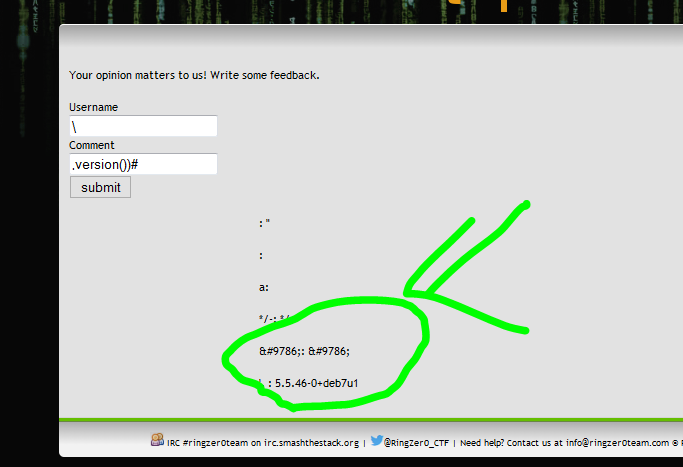 Your opinion matters to us! Write some feedback.
Username
\
Comment
,version())#
submit
: "
:
a:
*/-: */
&#9786;: &#9786;
: 5.5.46-0+deb7u1
IRC #ringzer0team on irc.smashthestack.org | @RingZer0_CTF | Need help? Contact us at info@ringzer0team.com ©